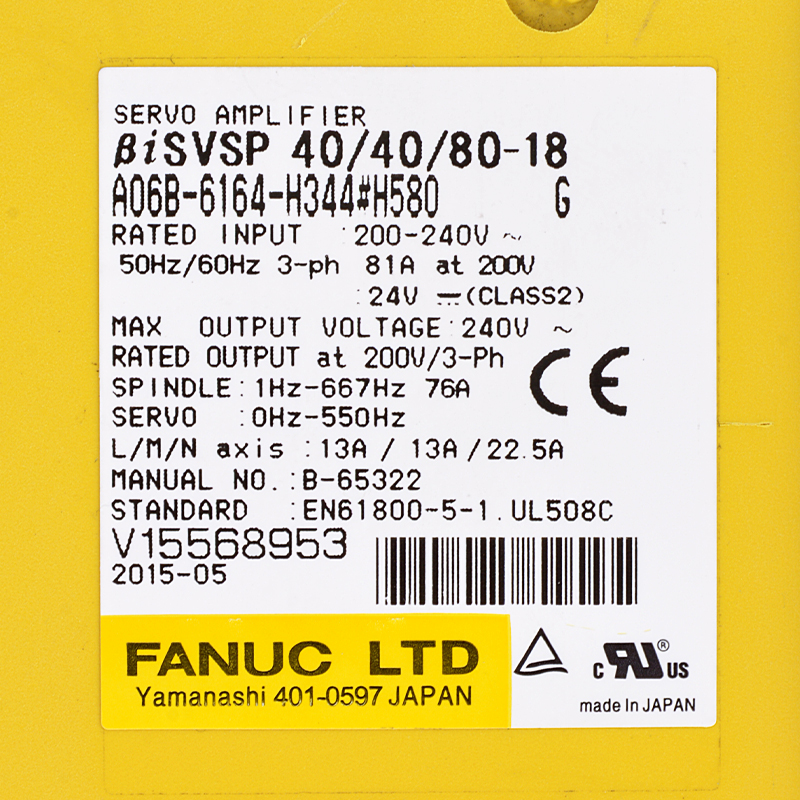 SERVO AMPLIFIER
βiSVSP 40/40/80-18
A06B-6164-H344#H580 G
RATED INPUT : 200-240V ~
50Hz/60Hz 3-ph 81A at 200V
: 24V ⎓ (CLASS2)
MAX OUTPUT VOLTAGE : 240V ~
RATED OUTPUT at 200V/3-Ph
SPINDLE : 1Hz-667Hz 76A
SERVO : 0Hz-550Hz
L/M/N axis : 13A / 13A / 22.5A
MANUAL NO. : B-65322
STANDARD : EN61800-5-1. UL508C
CE
V15568953
2015-05
FANUC LTD
Yamanashi 401-0597 JAPAN
c RU® US
made In JAPAN